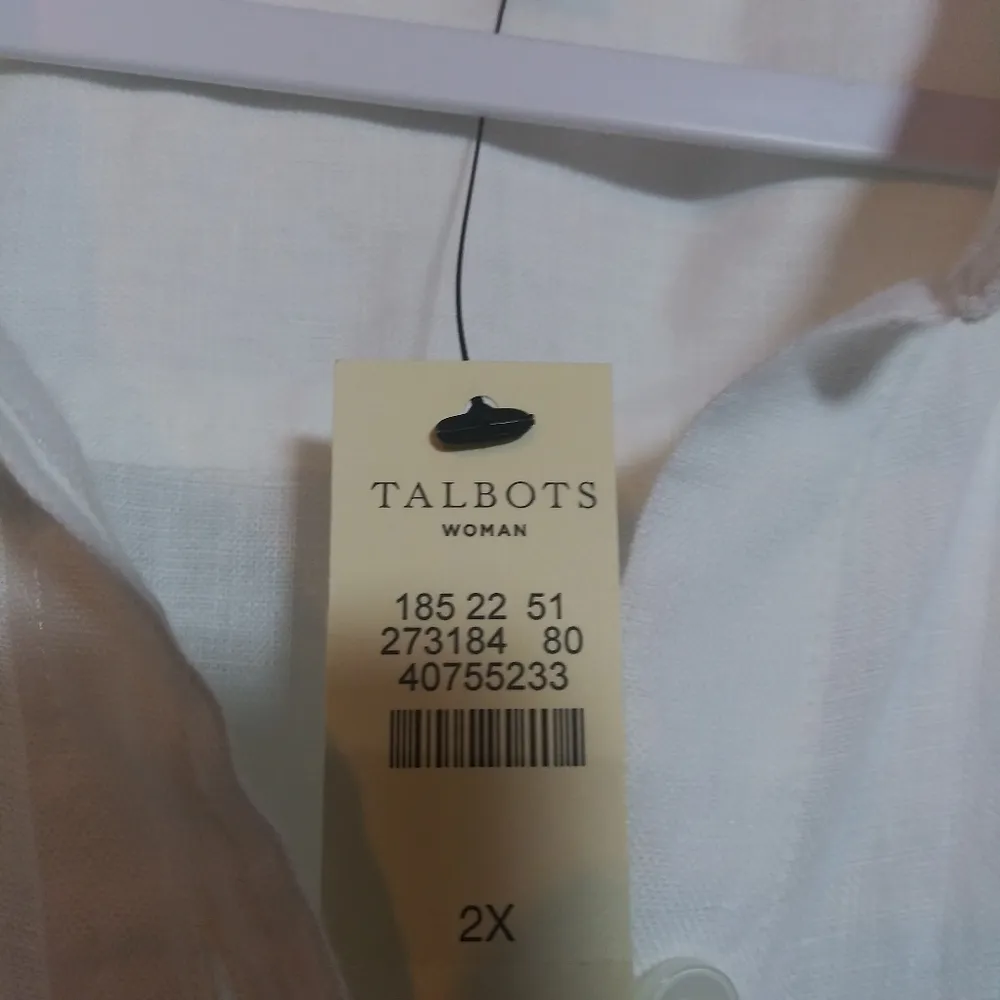 TALBOTS
WOMAN
185 22 51
273184 80
40755233
2X